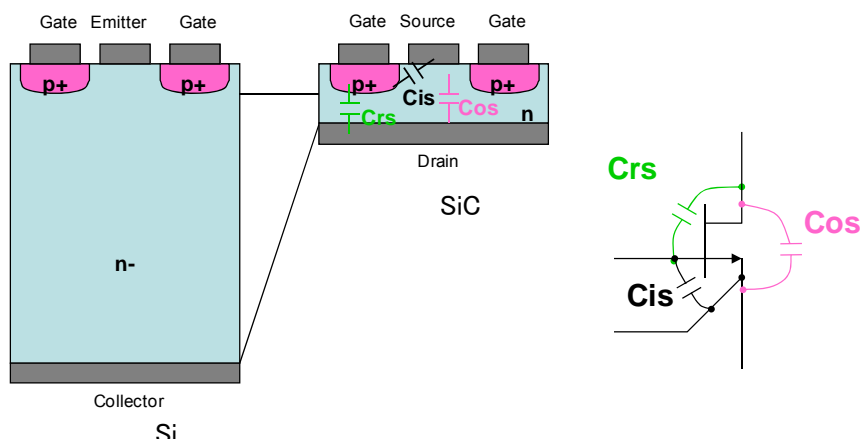 Gate Emitter Gate
p+ p+
n-
Collector
Si
Gate Source Gate
p+ p+
Cis
Crs
Cos
n
Drain
SiC
Crs
Cos
Cis